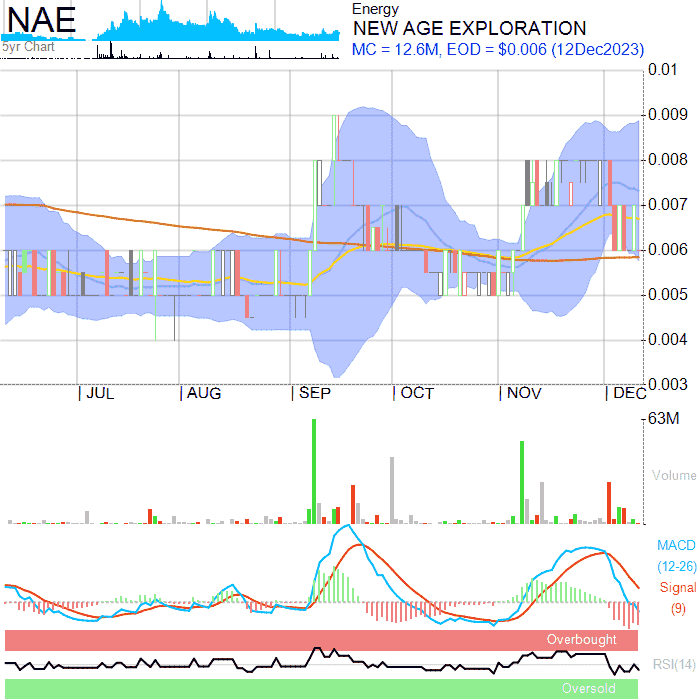 NAE
5yr Chart
Energy
NEW AGE EXPLORATION
MC = 12.6M, EOD = $0.006 (12Dec2023)
0.01
0.009
0.008
0.007
0.006
0.005
0.004
0.003
JUL
AUG
SEP
OCT
NOV
DEC
63M
Volume
MACD
(12-26)
Signal
(9)
Overbought
RSI(14)
Oversold